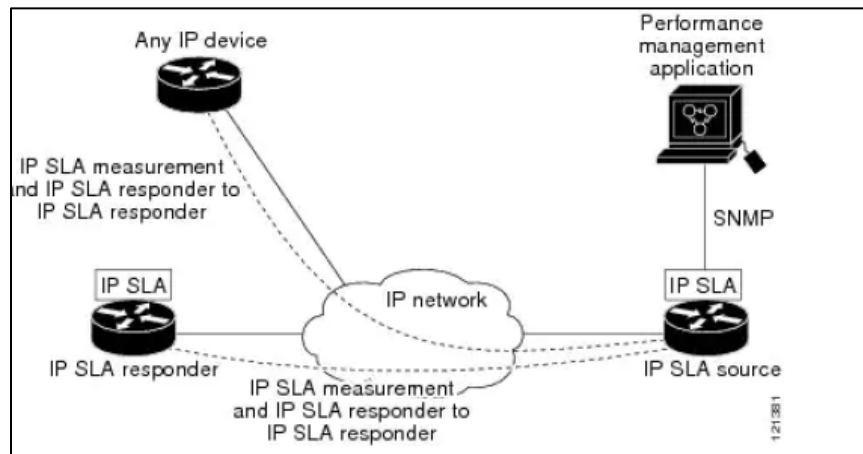 Any IP device
Performance
management
application
IP SLA measurement
and IP SLA responder to
IP SLA responder
SNMP
IP SLA
IP network
IP SLA
IP SLA responder
IP SLA source
IP SLA measurement
and IP SLA responder to
IP SLA responder
121381